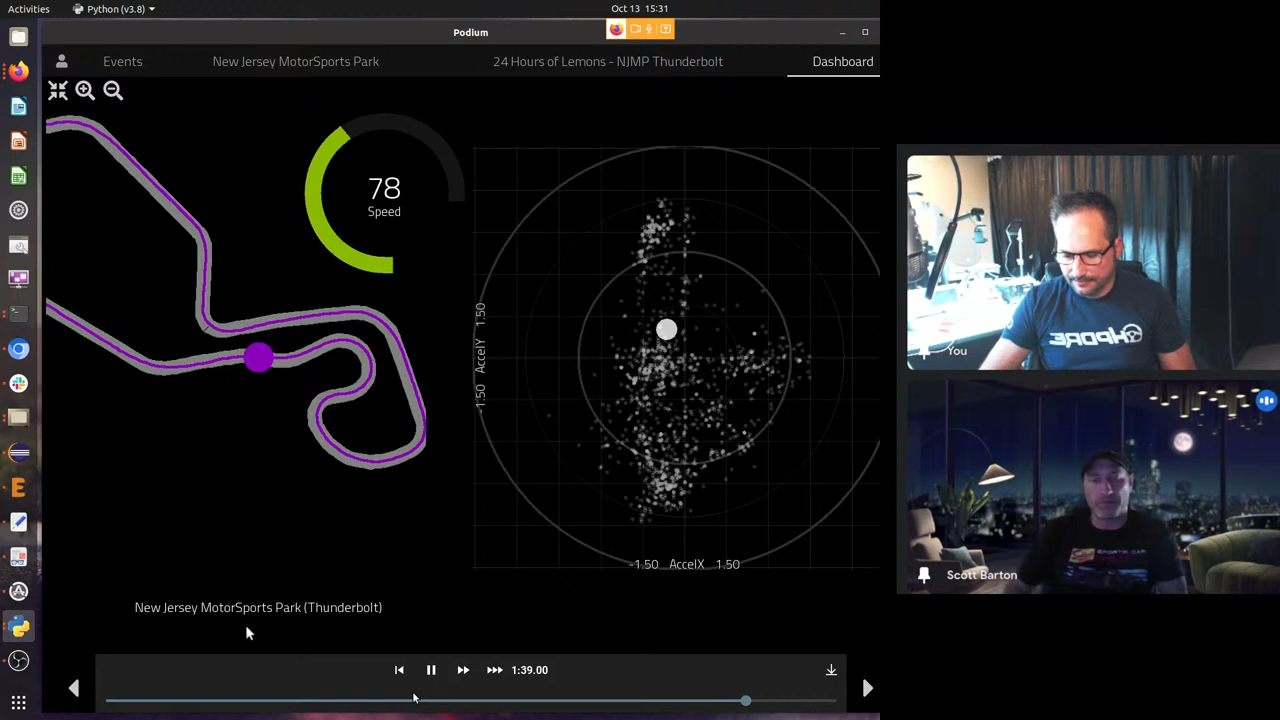 Activities
Python (v3.8)
Oct 13 15:31
Podium
Events
New Jersey MotorSports Park
24 Hours of Lemons - NJMP Thunderbolt
Dashboard
78
Speed
-1.50 AccelY 1.50
-1.50 AccelX 1.50
New Jersey MotorSports Park (Thunderbolt)
1:39.00
You
Scott Barton